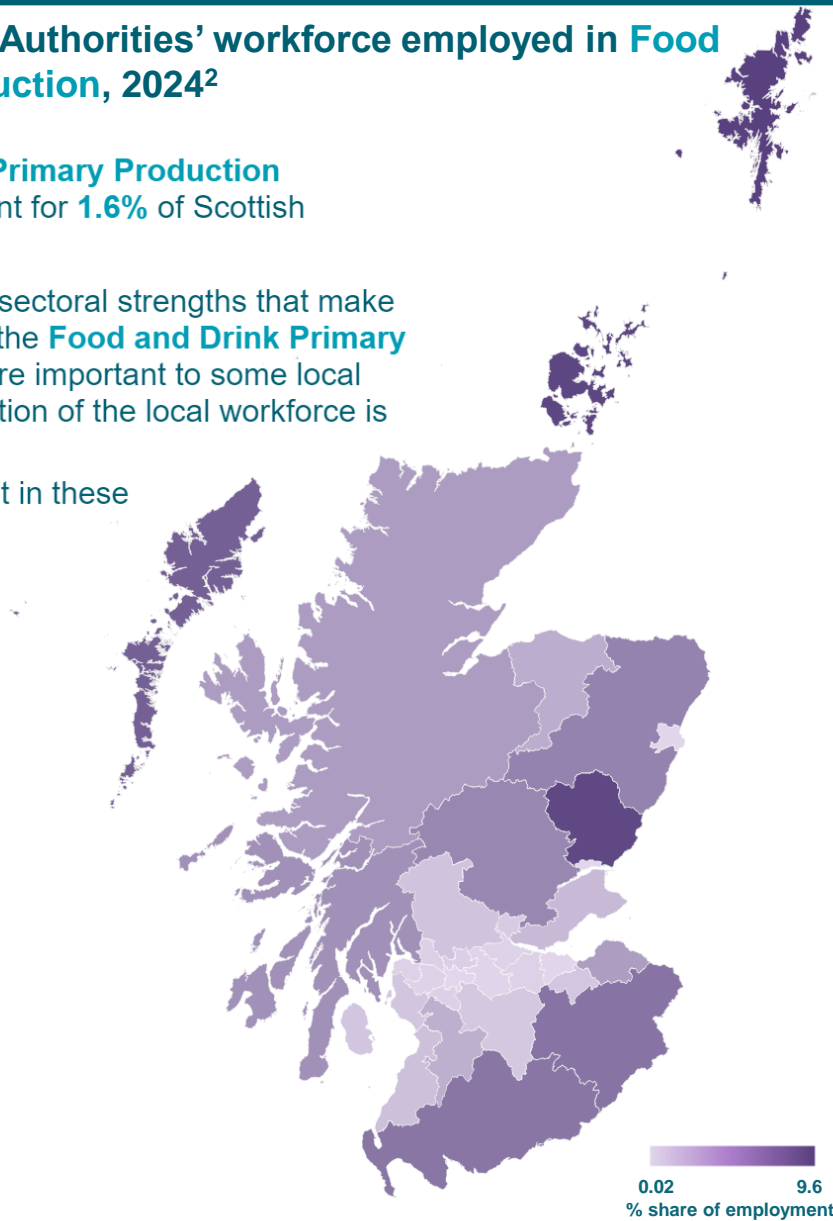 Authorities’ workforce employed in Food
uction, 2024²
Primary Production
nt for 1.6% of Scottish
sectoral strengths that make
the Food and Drink Primary
re important to some local
tion of the local workforce is
t in these
0.02 9.6
% share of employment